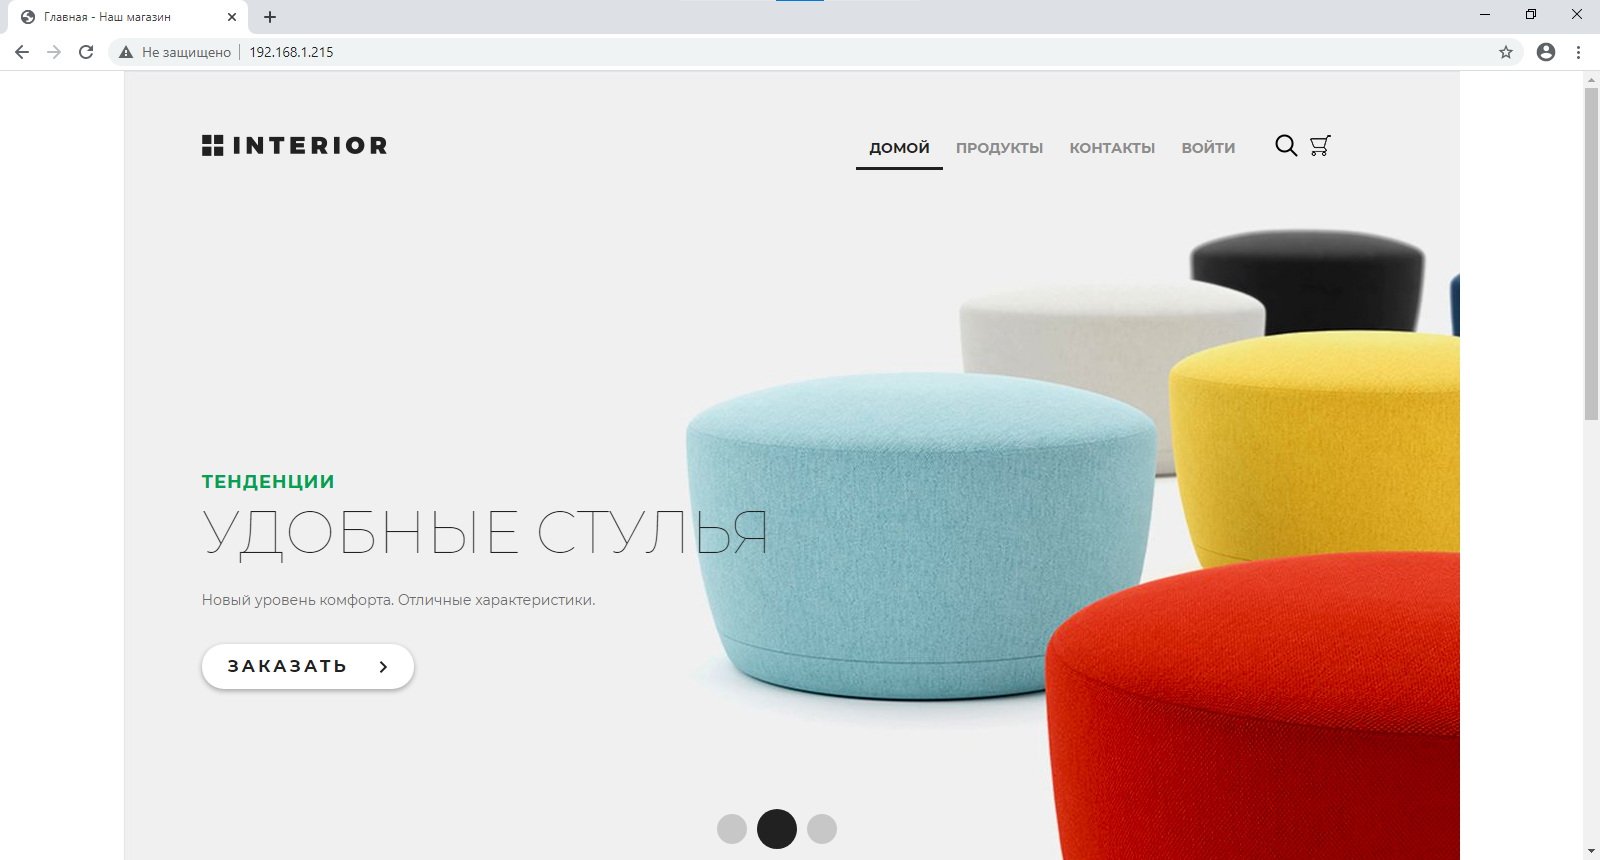 Главная - Наш магазин
Не защищено
192.168.1.215
INTERIOR
ДОМОЙ ПРОДУКТЫ КОНТАКТЫ ВОЙТИ
ТЕНДЕНЦИИ
УДОБНЫЕ СТУЛЬЯ
Новый уровень комфорта. Отличные характеристики.
ЗАКАЗАТЬ